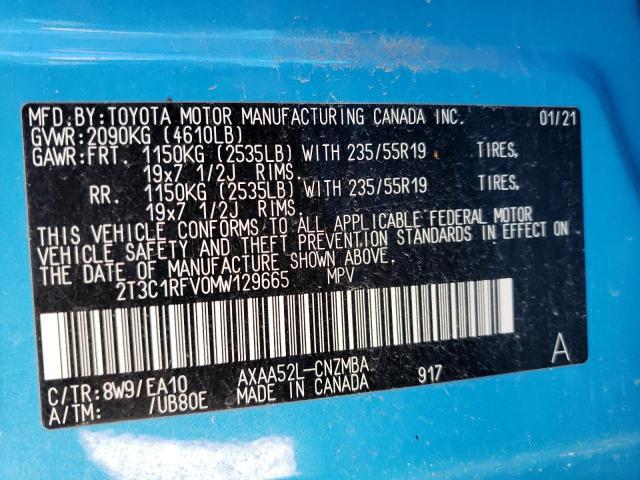 MFD.BY:TOYOTA MOTOR MANUFACTURING CANADA INC. 01/21
GVWR:2090KG (4610LB)
GAWR:FRT. 1150KG (2535LB) WITH 235/55R19 TIRES,
19x7 1/2J RIMS.
RR. 1150KG (2535LB) WITH 235/55R19 TIRES,
19x7 1/2J RIMS.
THIS VEHICLE CONFORMS TO ALL APPLICABLE FEDERAL MOTOR
VEHICLE SAFETY AND THEFT PREVENTION STANDARDS IN EFFECT ON
THE DATE OF MANUFACTURE SHOWN ABOVE.
2T3C1RFV0MW129665 MPV
C/TR:8W9/EA10 AXAA52L-CNZMBA 917 A
A/TM: /UB80E MADE IN CANADA